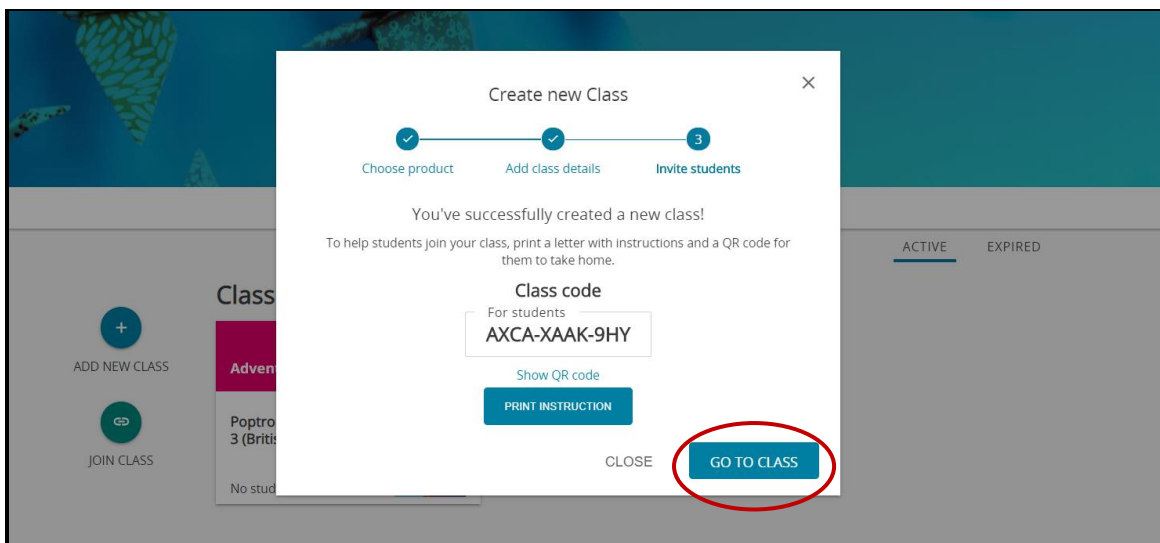 Create new Class
3
Choose product
Add class details
Invite students
You've successfully created a new class!
To help students join your class, print a letter with instructions and a QR code for
them to take home.
ACTIVE
EXPIRED
Class code
Class
For students
AXCA-XAAK-9HY
ADD NEW CLASS
Show QR code
PRINT INSTRUCTION
3
JOIN CLASS
CLOSE
GO TO CLASS
No